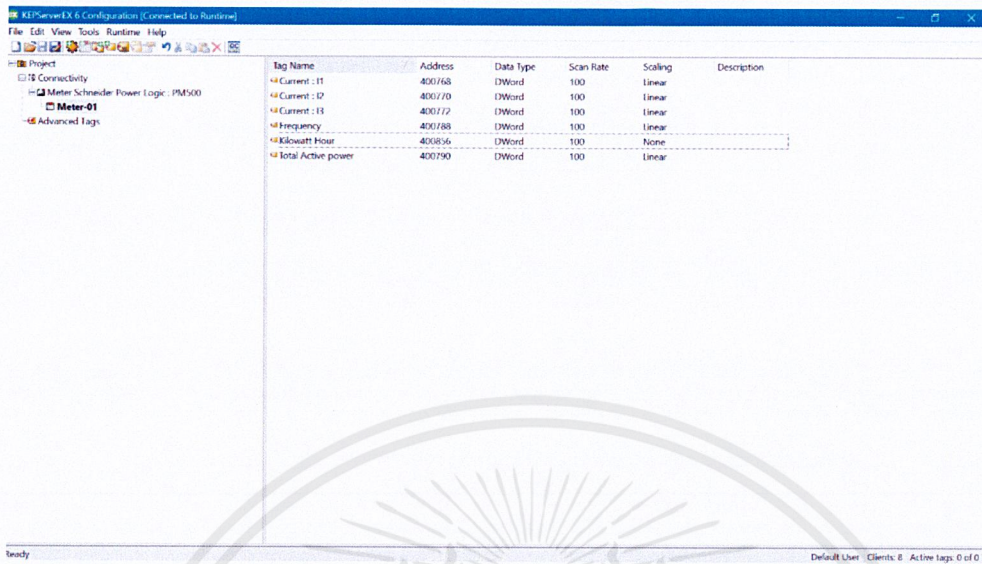 KEPServerEX 6 Configuration [Connected to Runtime]
File Edit View Tools Runtime Help
Project
Connectivity
Meter Schneider Power Logic : PM500
Meter-01
Advanced Tags
Tag Name Address Data Type Scan Rate Scaling Description
Current : I1 400768 DWord 100 Linear
Current : I2 400770 DWord 100 Linear
Current : I3 400772 DWord 100 Linear
Frequency 400788 DWord 100 Linear
Kilowatt Hour 400856 DWord 100 None
Total Active power 400790 DWord 100 Linear
Ready
Default User Clients: 8 Active tags: 0 of 0